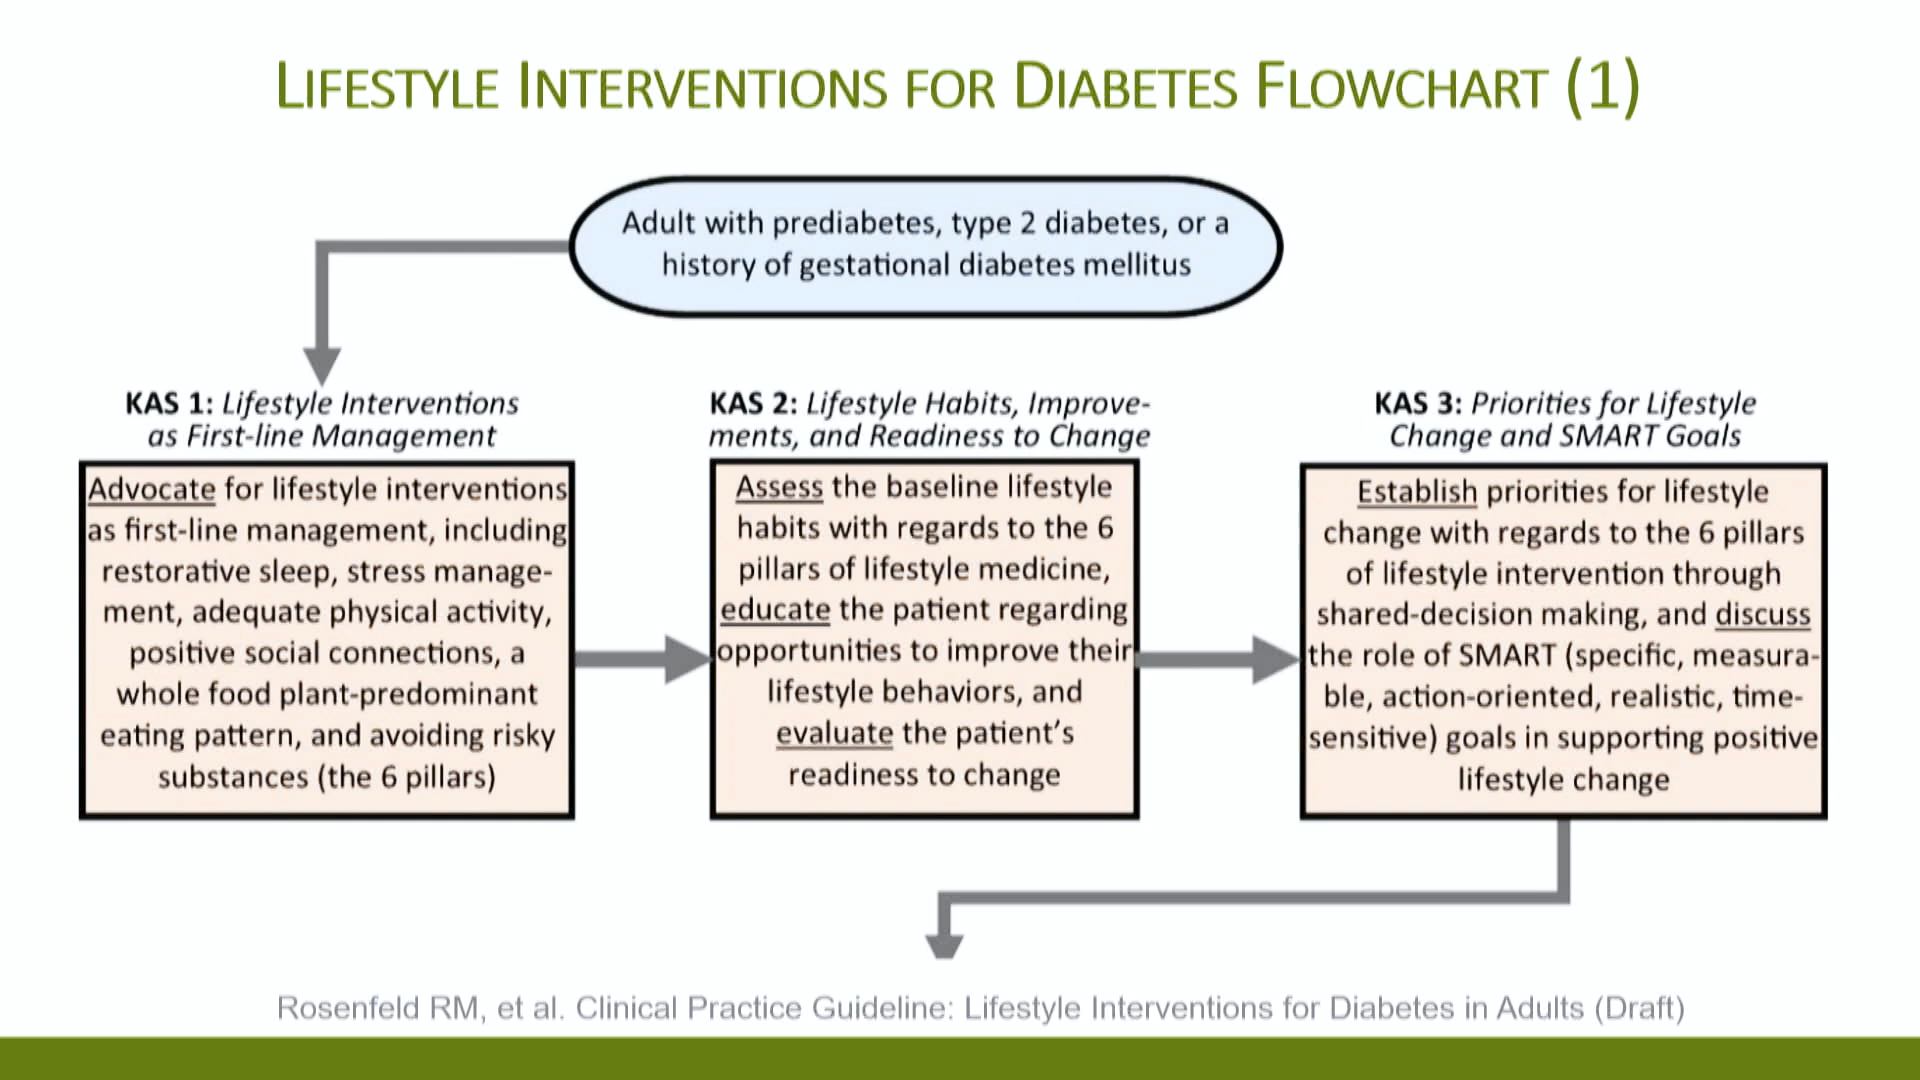 LIFESTYLE INTERVENTIONS FOR DIABETES FLOWCHART (1)
Adult with prediabetes, type 2 diabetes, or a
history of gestational diabetes mellitus
KAS 1: Lifestyle Interventions
as First-line Management
Advocate for lifestyle interventions
as first-line management, including
restorative sleep, stress manage-
ment, adequate physical activity,
positive social connections, a
whole food plant-predominant
eating pattern, and avoiding risky
substances (the 6 pillars)
KAS 2: Lifestyle Habits, Improve-
ments, and Readiness to Change
Assess the baseline lifestyle
habits with regards to the 6
pillars of lifestyle medicine,
educate the patient regarding
opportunities to improve their
lifestyle behaviors, and
evaluate the patient's
readiness to change
KAS 3: Priorities for Lifestyle
Change and SMART Goals
Establish priorities for lifestyle
change with regards to the 6 pillars
of lifestyle intervention through
shared-decision making, and discuss
the role of SMART (specific, measura-
ble, action-oriented, realistic, time-
sensitive) goals in supporting positive
lifestyle change
Rosenfeld RM, et al. Clinical Practice Guideline: Lifestyle Interventions for Diabetes in Adults (Draft)